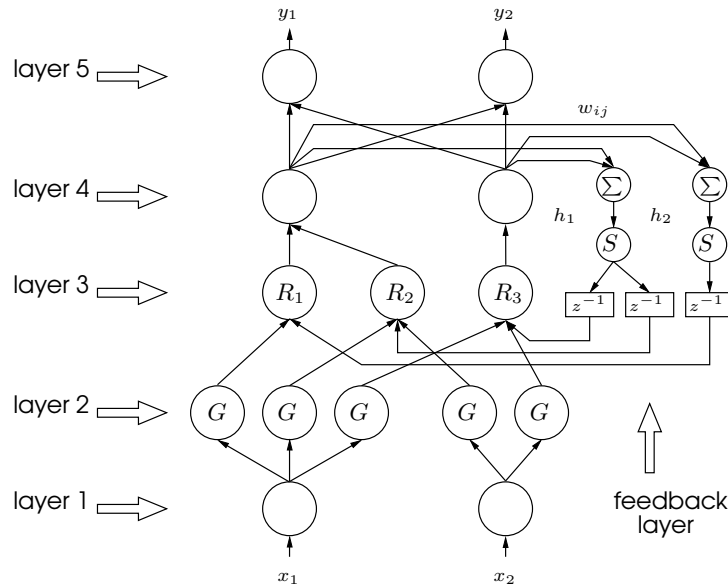 y₁ y₂
layer 5
wᵢⱼ
layer 4 Σ Σ
h₁ h₂
S S
layer 3 R₁ R₂ R₃ z⁻¹ z⁻¹ z⁻¹
layer 2 G G G G G
layer 1 feedback
layer
x₁ x₂